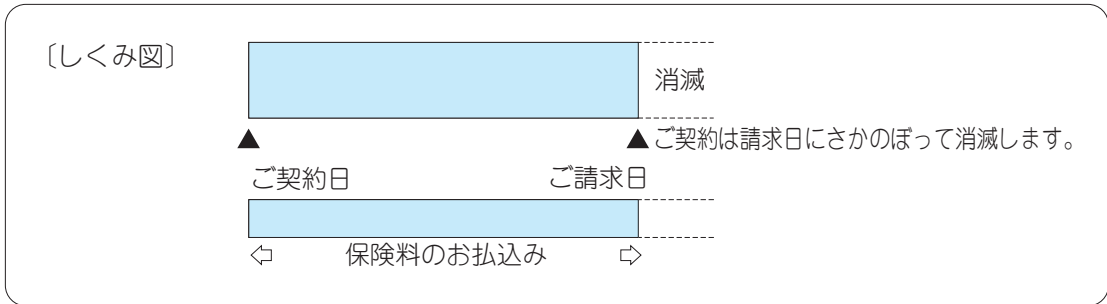 〔しくみ図〕
消滅
▲ ▲ご契約は請求日にさかのぼって消滅します。
ご契約日 ご請求日
⇦ 保険料のお払込み ⇨